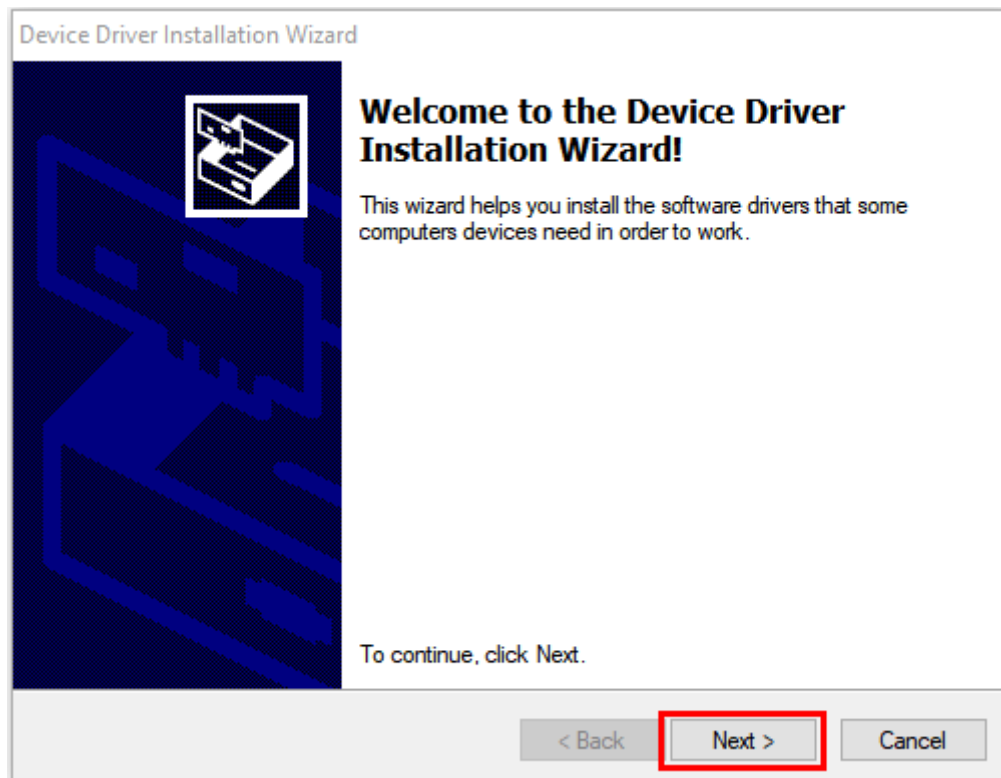 Device Driver Installation Wizard
Welcome to the Device Driver
Installation Wizard!
This wizard helps you install the software drivers that some
computers devices need in order to work.
To continue, click Next.
< Back
Next >
Cancel